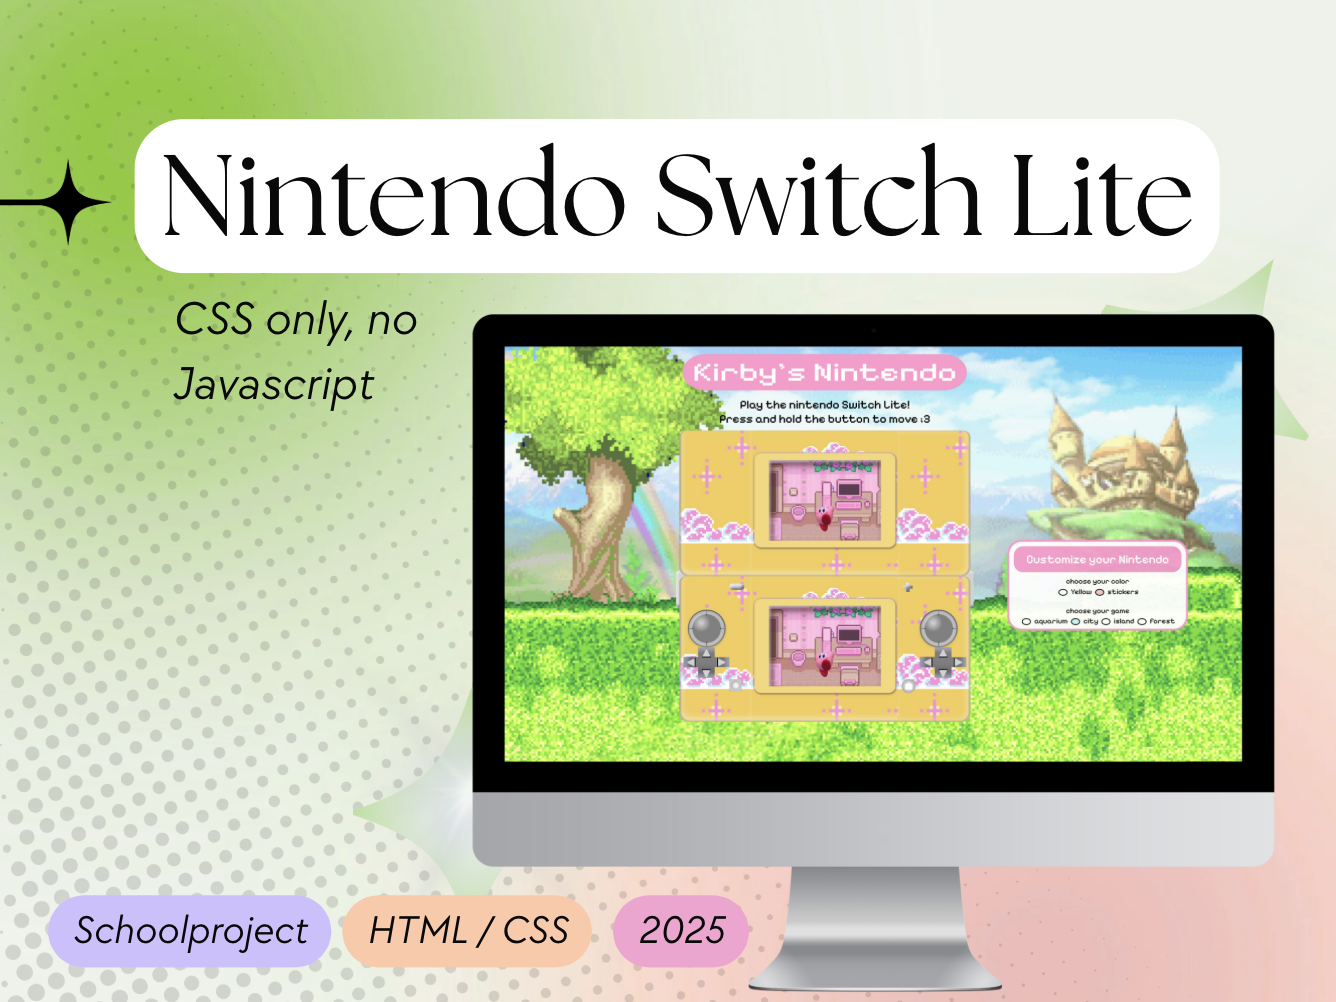 Nintendo Switch Lite
CSS only, no
Javascript
Kirby's Nintendo
Play the nintendo Switch Lite!
Press and hold the button to move :3
Customize your Nintendo
choose your color
Yellow stickers
choose your game
aquarium city island forest
Schoolproject
HTML / CSS
2025